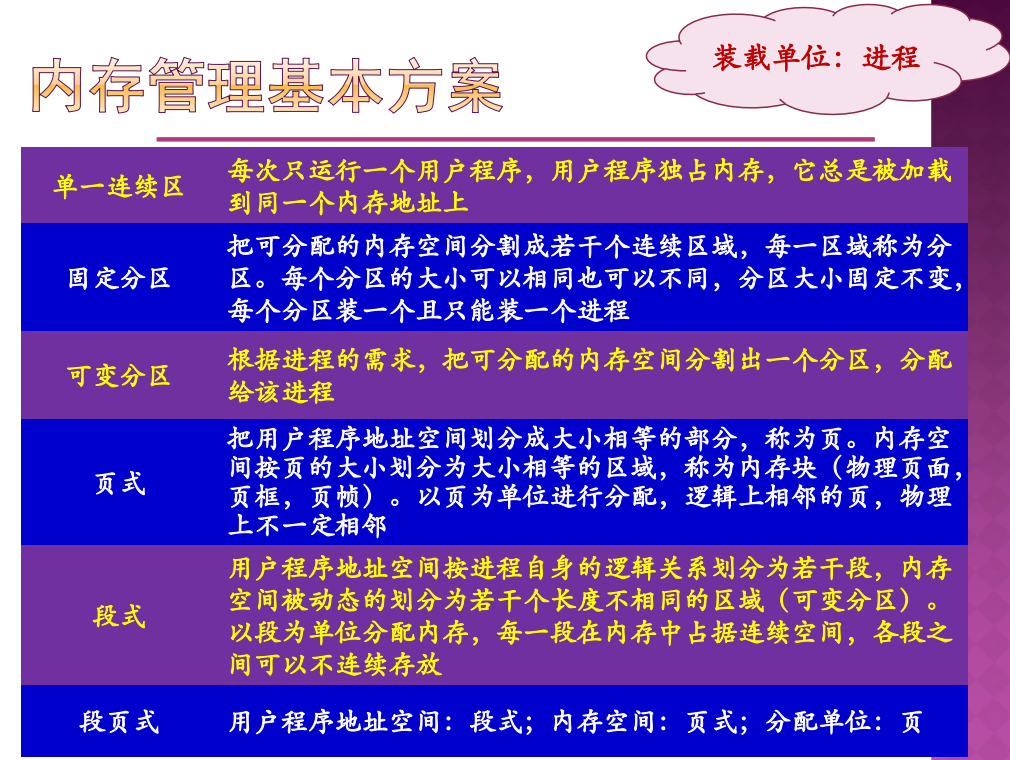 装载单位：进程
内存管理基本方案
单一连续区
每次只运行一个用户程序，用户程序独占内存，它总是被加载
到同一个内存地址上
固定分区
把可分配的内存空间分割成若干个连续区域，每一区域称为分
区。每个分区的大小可以相同也可以不同，分区大小固定不变，
每个分区装一个且只能装一个进程
可变分区
根据进程的需求，把可分配的内存空间分割出一个分区，分配
给该进程
页式
把用户程序地址空间划分成大小相等的部分，称为页。内存空
间按页的大小划分为大小相等的区域，称为内存块（物理页面，
页框，页帧）。以页为单位进行分配，逻辑上相邻的页，物理
上不一定相邻
段式
用户程序地址空间按进程自身的逻辑关系划分为若干段，内存
空间被动态的划分为若干个长度不相同的区域（可变分区）。
以段为单位分配内存，每一段在内存中占据连续空间，各段之
间可以不连续存放
段页式
用户程序地址空间：段式；内存空间：页式；分配单位：页